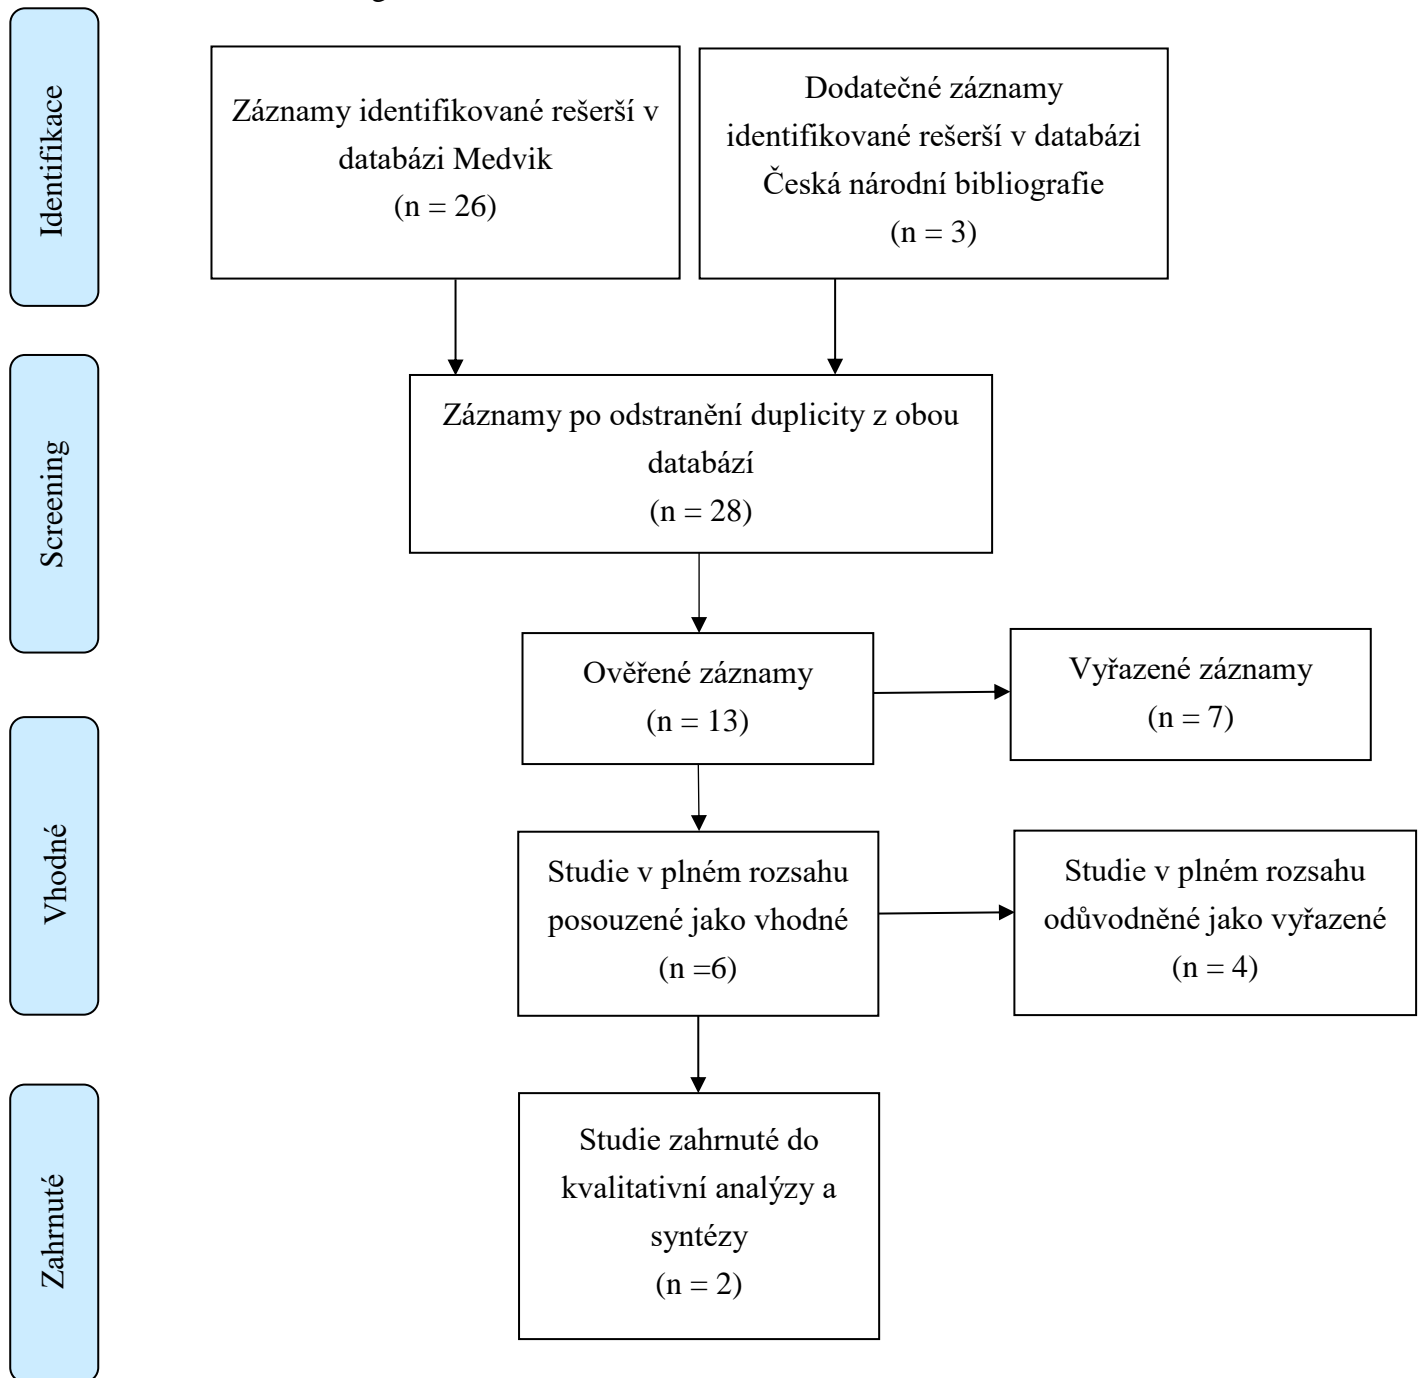 Identifikace
Záznamy identifikované rešerší v
databázi Medvik
(n = 26)
Dodatečné záznamy
identifikované rešerší v databázi
Česká národní bibliografie
(n = 3)
Screening
Záznamy po odstranění duplicity z obou
databází
(n = 28)
Ověřené záznamy
(n = 13)
Vyřazené záznamy
(n = 7)
Vhodné
Studie v plném rozsahu
posouzené jako vhodné
(n =6)
Studie v plném rozsahu
odůvodněné jako vyřazené
(n = 4)
Zahrnuté
Studie zahrnuté do
kvalitativní analýzy a
syntézy
(n = 2)